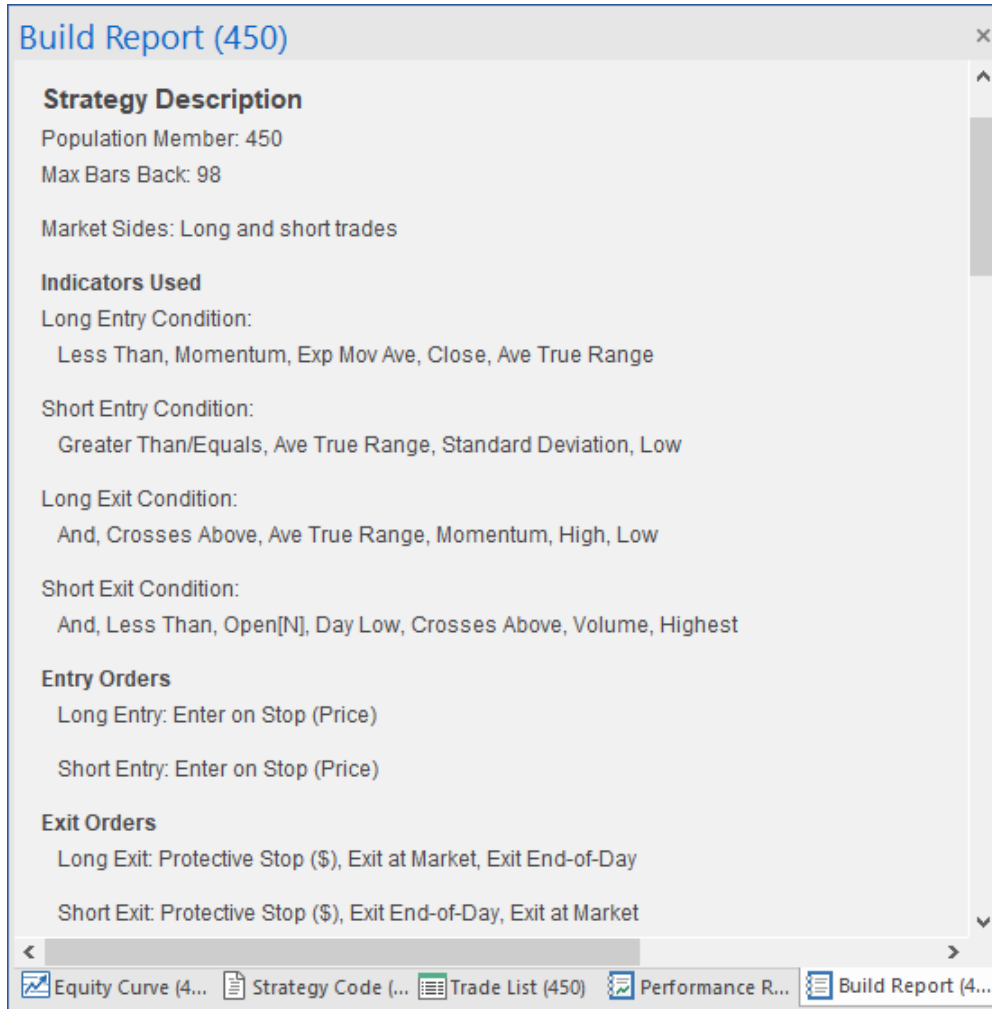 Build Report (450)
Strategy Description
Population Member: 450
Max Bars Back: 98
Market Sides: Long and short trades
Indicators Used
Long Entry Condition:
Less Than, Momentum, Exp Mov Ave, Close, Ave True Range
Short Entry Condition:
Greater Than/Equals, Ave True Range, Standard Deviation, Low
Long Exit Condition:
And, Crosses Above, Ave True Range, Momentum, High, Low
Short Exit Condition:
And, Less Than, Open[N], Day Low, Crosses Above, Volume, Highest
Entry Orders
Long Entry: Enter on Stop (Price)
Short Entry: Enter on Stop (Price)
Exit Orders
Long Exit: Protective Stop ($), Exit at Market, Exit End-of-Day
Short Exit: Protective Stop ($), Exit End-of-Day, Exit at Market
Equity Curve (4... Strategy Code (... Trade List (450) Performance R... Build Report (4...